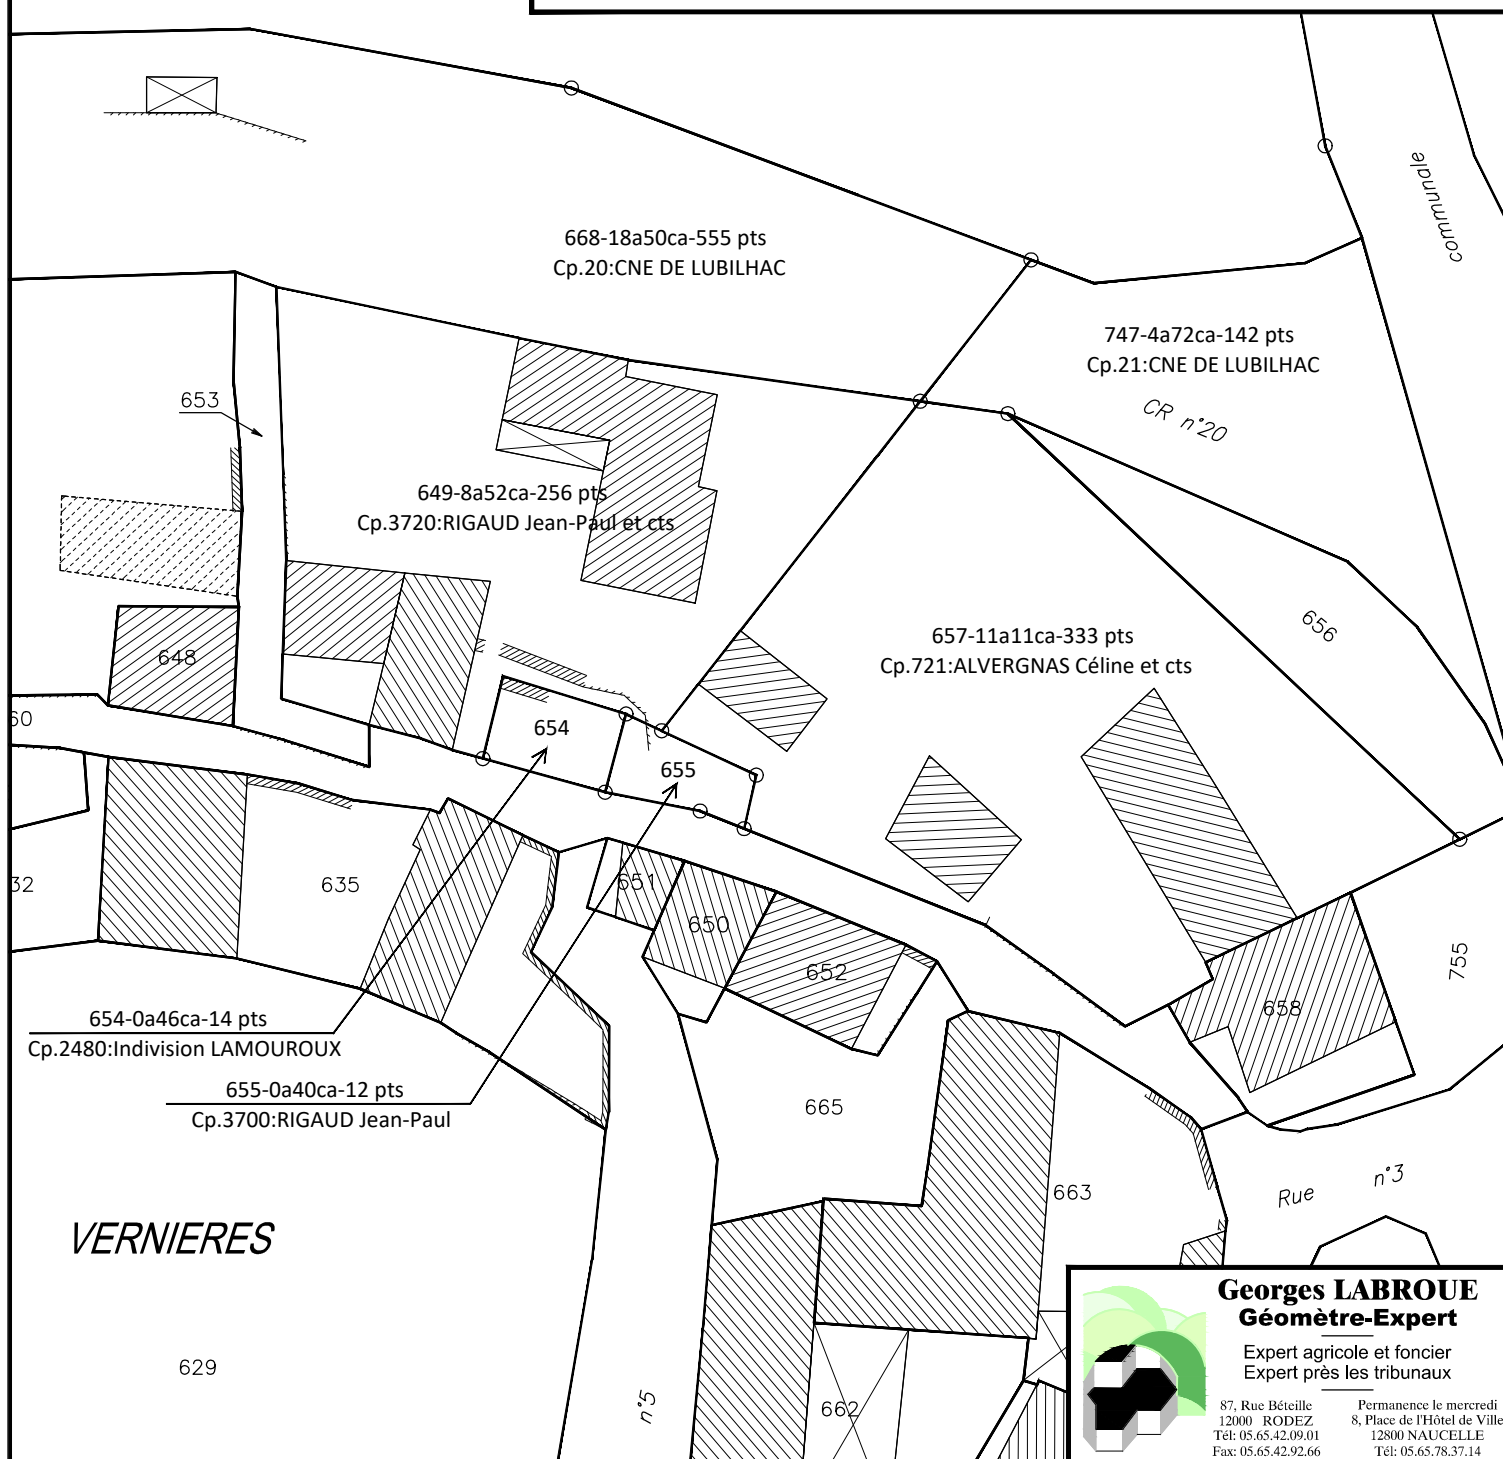 communale
668-18a50ca-555 pts
Cp.20:CNE DE LUBILHAC
747-4a72ca-142 pts
Cp.21:CNE DE LUBILHAC
CR n°20
653
649-8a52ca-256 pts
Cp.3720:RIGAUD Jean-Paul et cts
656
657-11a11ca-333 pts
Cp.721:ALVERGNAS Céline et cts
648
60
654
655
32
635
651
650
652
755
658
654-0a46ca-14 pts
Cp.2480:Indivision LAMOUROUX
655-0a40ca-12 pts
Cp.3700:RIGAUD Jean-Paul
665
663
Rue n°3
VERNIERES
629
n°5
662
Georges LABROUE
Géomètre-Expert
Expert agricole et foncier
Expert près les tribunaux
87, Rue Béteille
12000 RODEZ
Tél: 05.65.42.09.01
Fax: 05.65.42.92.66
Permanence le mercredi
8, Place de l'Hôtel de Ville
12800 NAUCELLE
Tél: 05.65.78.37.14